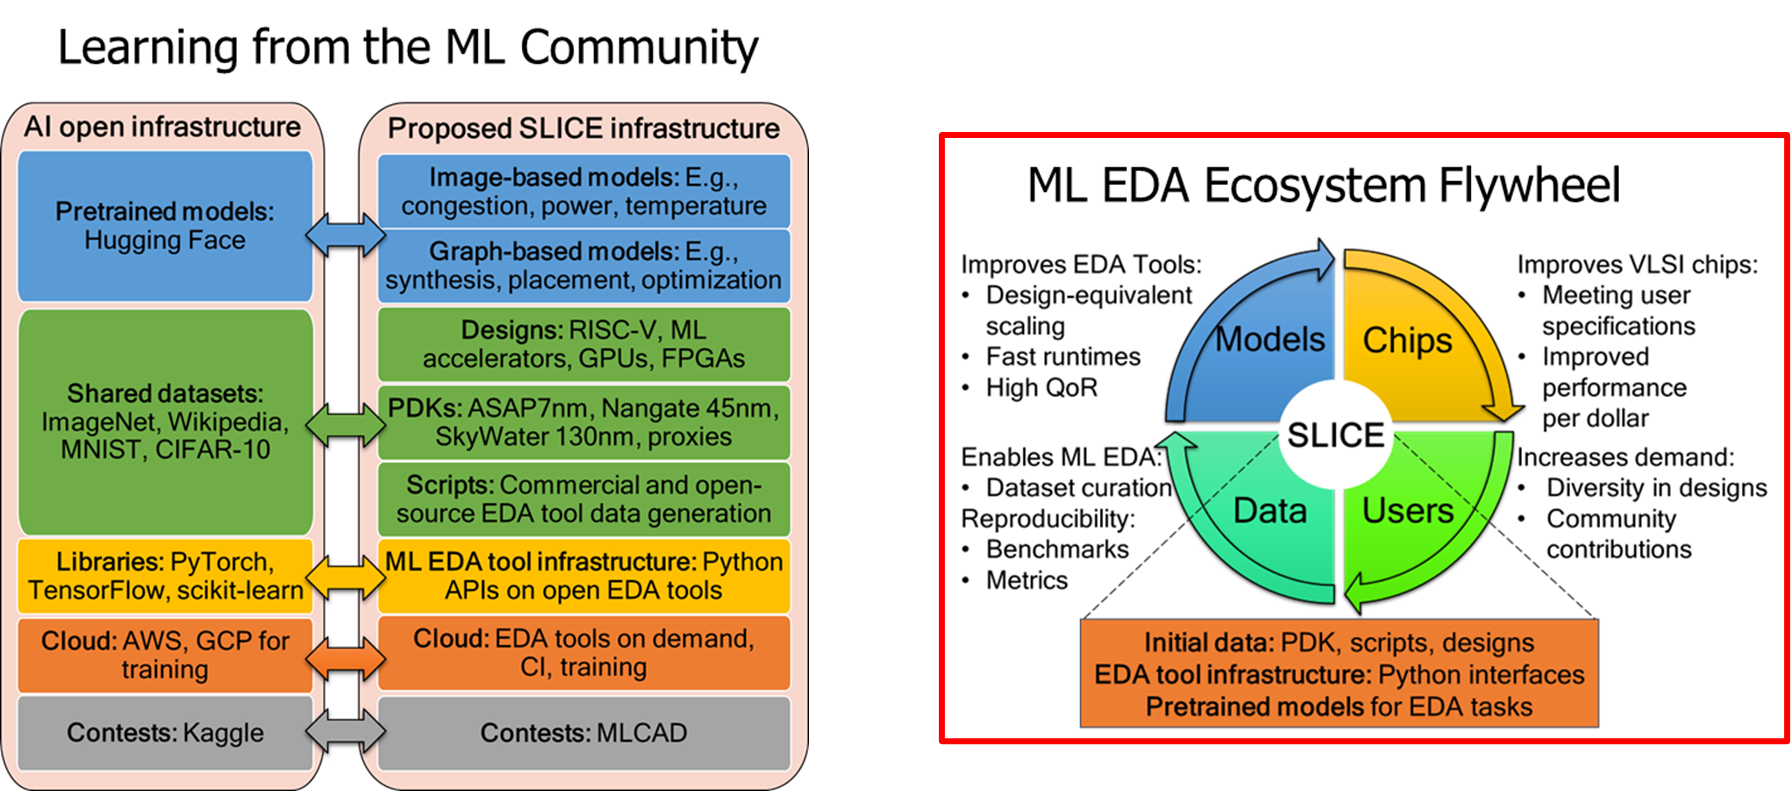 Learning from the ML Community
AI open infrastructure
Pretrained models:
Hugging Face
Shared datasets:
ImageNet, Wikipedia,
MNIST, CIFAR-10
Libraries: PyTorch,
TensorFlow, scikit-learn
Cloud: AWS, GCP for
training
Contests: Kaggle
Proposed SLICE infrastructure
Image-based models: E.g.,
congestion, power, temperature
Graph-based models: E.g.,
synthesis, placement, optimization
Designs: RISC-V, ML
accelerators, GPUs, FPGAs
PDKs: ASAP7nm, Nangate 45nm,
SkyWater 130nm, proxies
Scripts: Commercial and open-
source EDA tool data generation
ML EDA tool infrastructure: Python
APIs on open EDA tools
Cloud: EDA tools on demand,
CI, training
Contests: MLCAD
ML EDA Ecosystem Flywheel
Improves EDA Tools:
• Design-equivalent
scaling
• Fast runtimes
• High QoR
Enables ML EDA:
• Dataset curation
Reproducibility:
• Benchmarks
• Metrics
Models
Chips
SLICE
Data
Users
Improves VLSI chips:
• Meeting user
specifications
• Improved
performance
per dollar
Increases demand:
• Diversity in designs
• Community
contributions
Initial data: PDK, scripts, designs
EDA tool infrastructure: Python interfaces
Pretrained models for EDA tasks